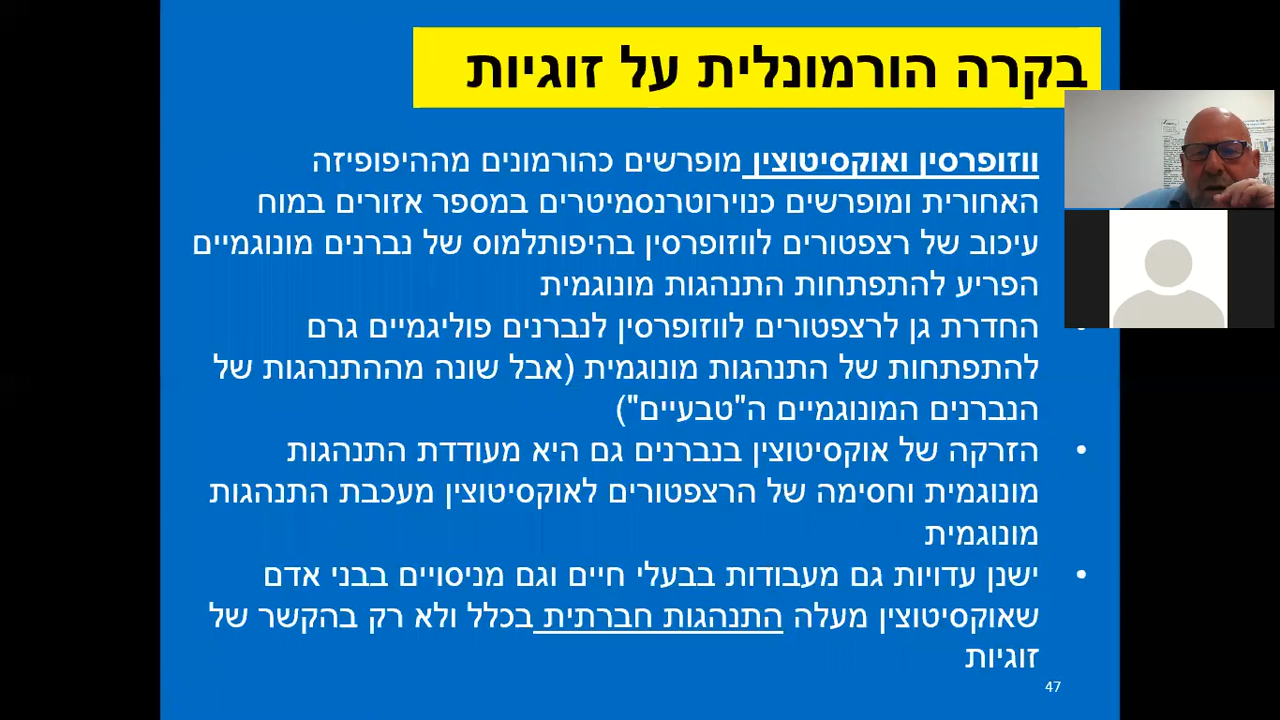 בקרה הורמונלית על זוגיות
ווזופרסין ואוקסיטוצין מופרשים כהורמונים מההיפופיזה
האחורית ומופרשים כנוירוטרנסמיטרים במספר אזורים במוח
עיכוב של רצפטורים לווזופרסין בהיפותלמוס של נברנים מונוגמיים
הפריע להתפתחות התנהגות מונוגמית
• החדרת גן לרצפטורים לווזופרסין לנברנים פוליגמיים גרם
להתפתחות של התנהגות מונוגמית (אבל שונה מההתנהגות של
הנברנים המונוגמיים ה"טבעיים")
• הזרקה של אוקסיטוצין בנברנים גם היא מעודדת התנהגות
מונוגמית וחסימה של הרצפטורים לאוקסיטוצין מעכבת התנהגות
מונוגמית
• ישנן עדויות גם מעבודות בבעלי חיים וגם מניסויים בבני אדם
שאוקסיטוצין מעלה התנהגות חברתית בכלל ולא רק בהקשר של
זוגיות
47